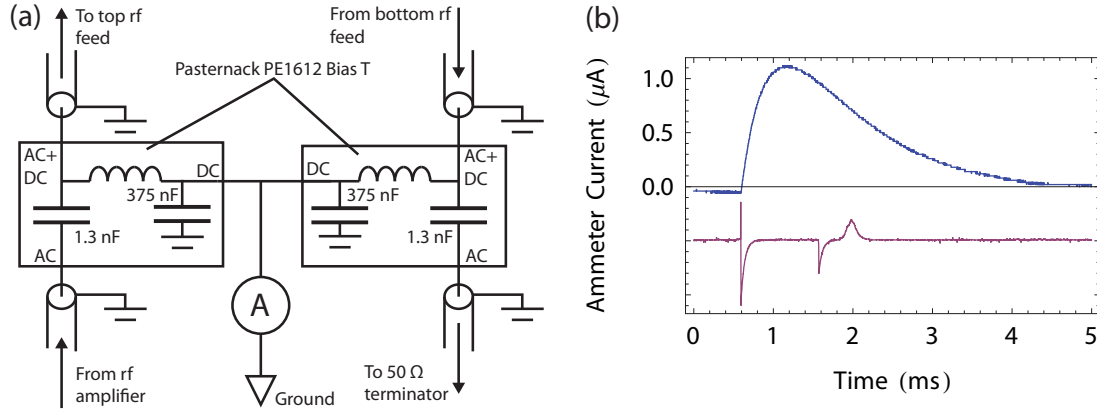 (a)
To top rf
feed
From bottom rf
feed
Pasternack PE1612 Bias T
AC+
DC
DC
375 nF
1.3 nF
AC
DC
AC+
DC
375 nF
1.3 nF
AC
A
From rf
amplifier
Ground
To 50 Ω
terminator
(b)
Ammeter Current (μA)
1.0
0.5
0.0
0
1
2
3
4
5
Time (ms)